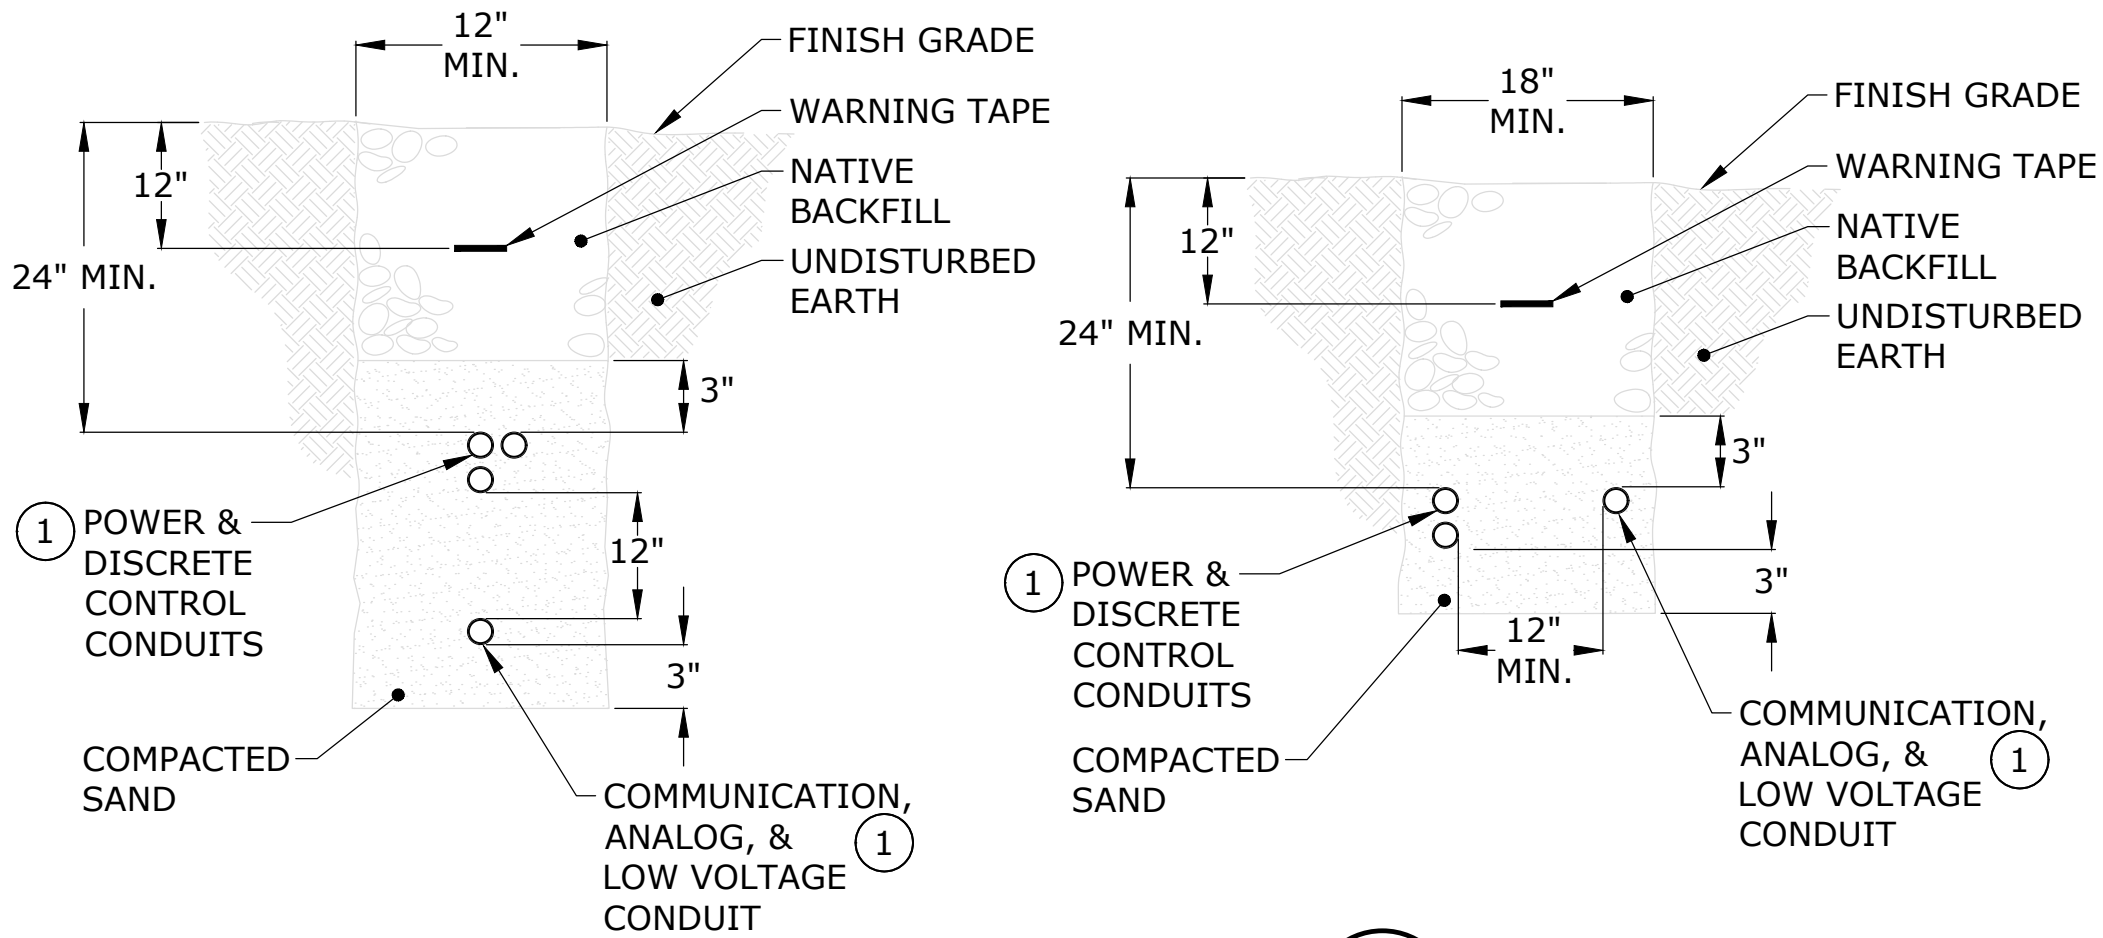 12"
MIN.
FINISH GRADE
WARNING TAPE
12"
NATIVE
BACKFILL
24" MIN.
UNDISTURBED
EARTH
3"
1
POWER &
DISCRETE
CONTROL
CONDUITS
12"
3"
COMPACTED
SAND
COMMUNICATION,
ANALOG, &
LOW VOLTAGE
CONDUIT
1
18"
MIN.
FINISH GRADE
WARNING TAPE
12"
NATIVE
BACKFILL
24" MIN.
UNDISTURBED
EARTH
3"
1
POWER &
DISCRETE
CONTROL
CONDUITS
3"
12"
MIN.
COMPACTED
SAND
COMMUNICATION,
ANALOG, &
LOW VOLTAGE
CONDUIT
1